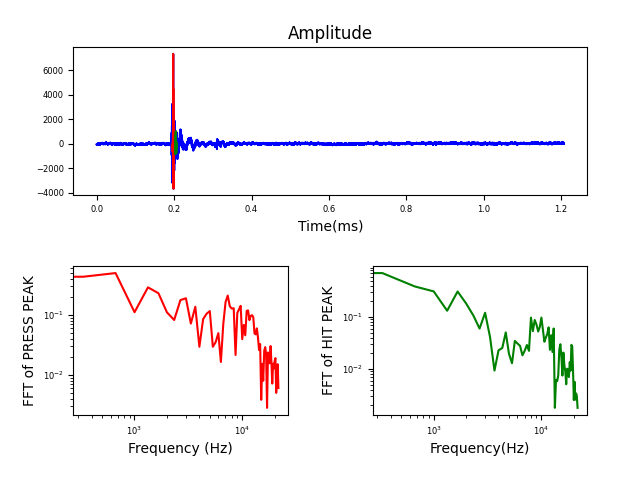 Amplitude
6000
4000
2000
0
−2000
−4000
0.0 0.2 0.4 0.6 0.8 1.0 1.2
Time(ms)
FFT of PRESS PEAK
10⁻¹
10⁻²
10³ 10⁴
Frequency (Hz)
FFT of HIT PEAK
10⁻¹
10⁻²
10³ 10⁴
Frequency(Hz)